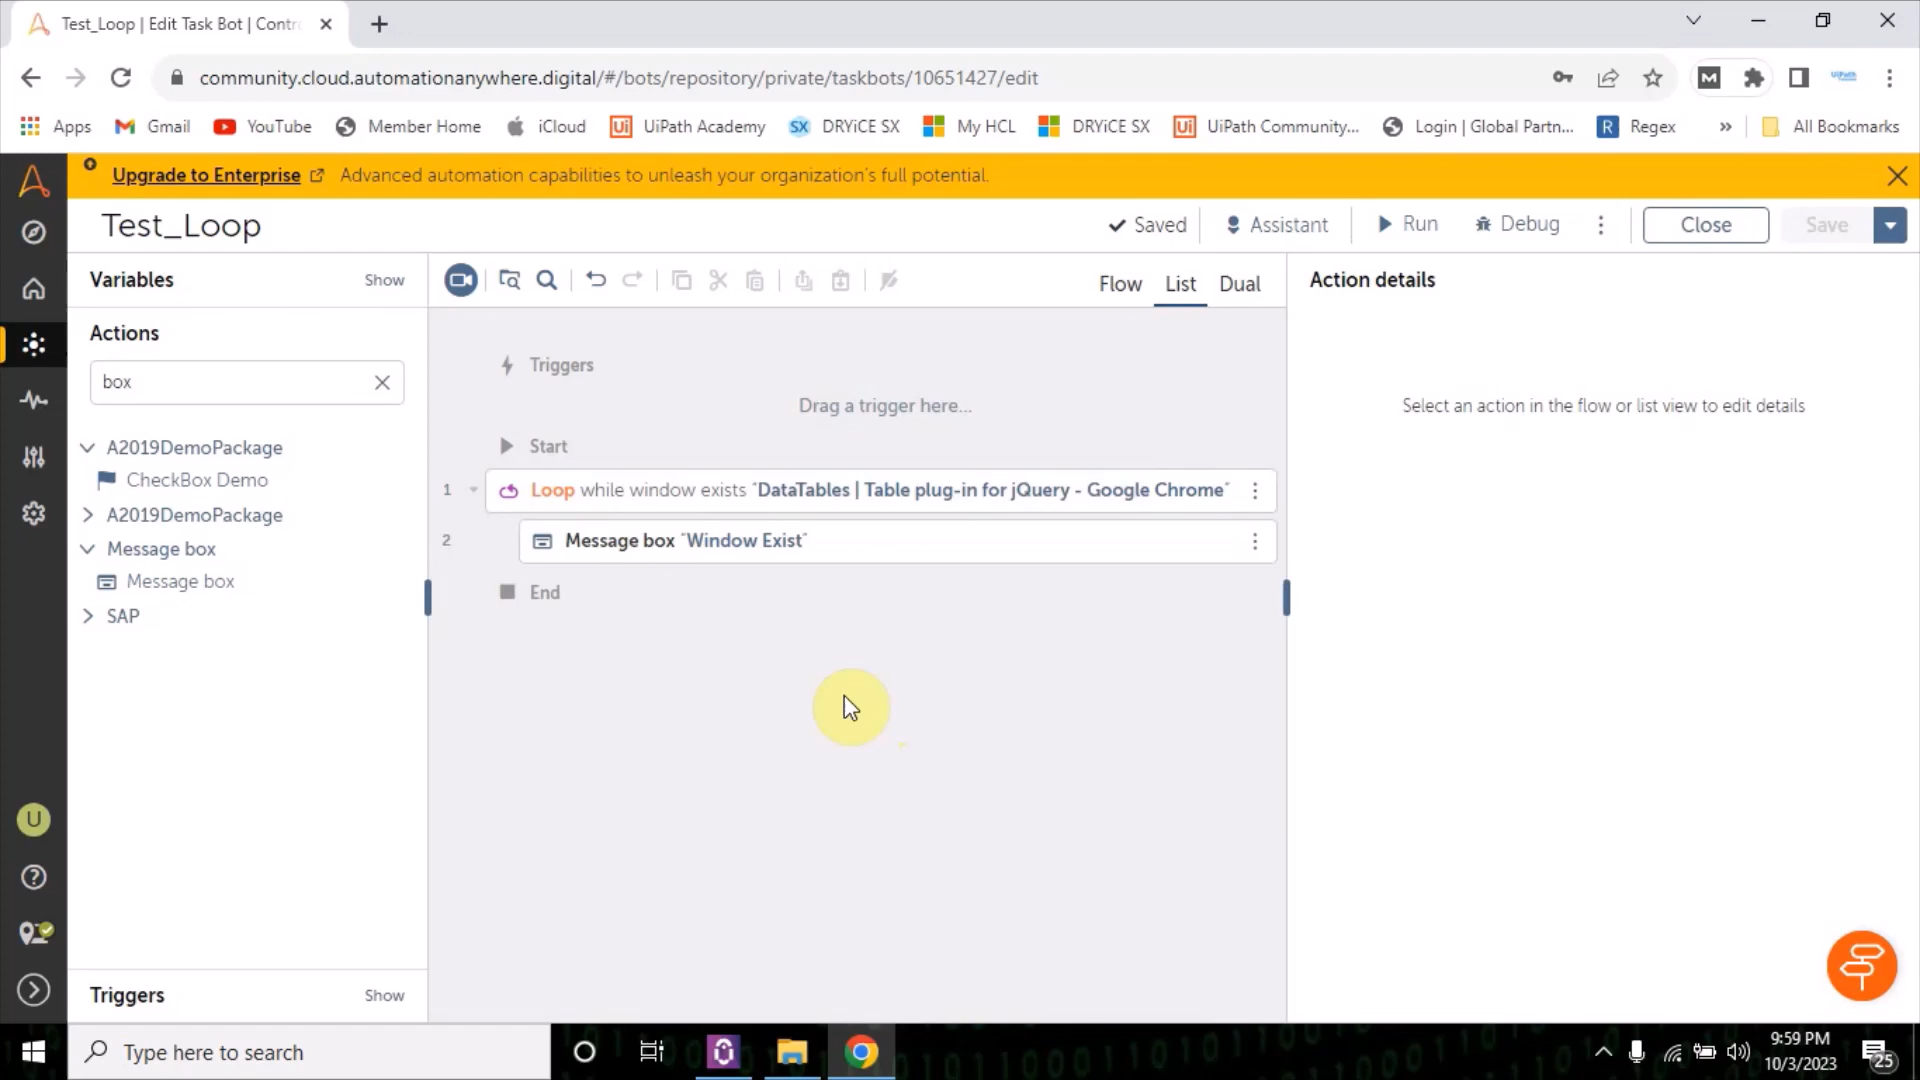 Test_Loop | Edit Task Bot | Contr
community.cloud.automationanywhere.digital/#/bots/repository/private/taskbots/10651427/edit
M
UiPath
Apps
Gmail
YouTube
Member Home
iCloud
Ui UiPath Academy
SX DRYiCE SX
My HCL
DRYiCE SX
Ui UiPath Community...
Login | Global Partn...
R Regex
»
All Bookmarks
Upgrade to Enterprise
Advanced automation capabilities to unleash your organization's full potential.
Test_Loop
Saved
Assistant
Run
Debug
Close
Save
Variables
Show
Flow
List
Dual
Action details
Actions
box
A2019DemoPackage
CheckBox Demo
A2019DemoPackage
Message box
Message box
SAP
Triggers
Drag a trigger here...
Start
1 Loop while window exists "DataTables | Table plug-in for jQuery - Google Chrome"
2 Message box "Window Exist"
End
Select an action in the flow or list view to edit details
U
Triggers
Show
Type here to search
9:59 PM
10/3/2023
25